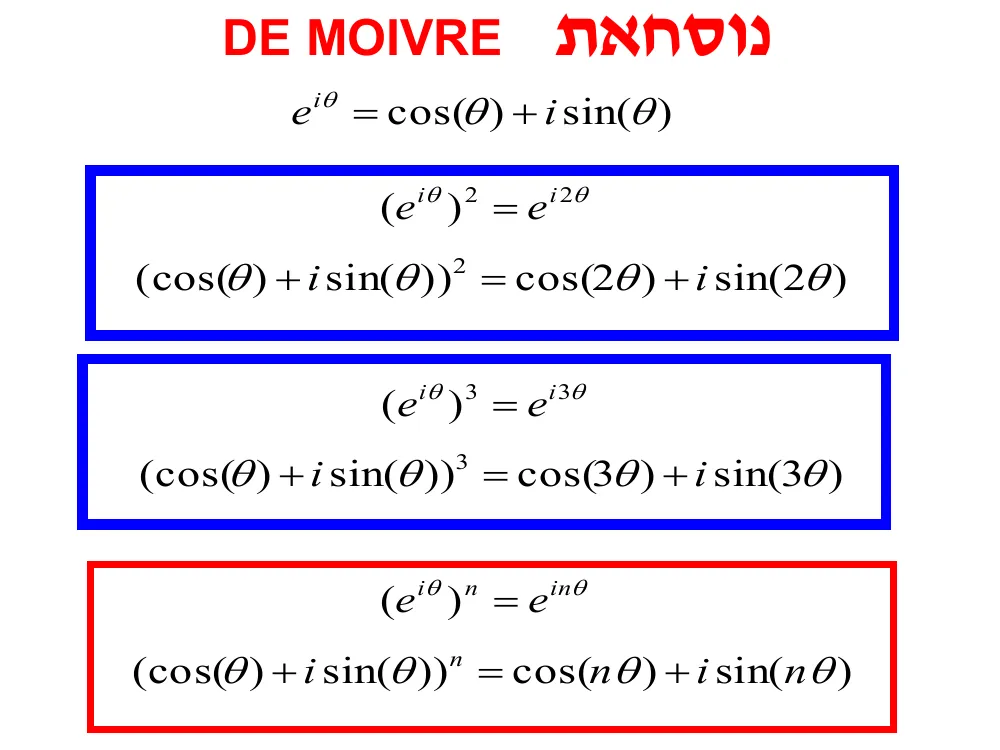 נוסחאת DE MOIVRE
e^{iθ} = cos(θ) + i sin(θ)
(e^{iθ})^2 = e^{i2θ}
(cos(θ) + i sin(θ))^2 = cos(2θ) + i sin(2θ)
(e^{iθ})^3 = e^{i3θ}
(cos(θ) + i sin(θ))^3 = cos(3θ) + i sin(3θ)
(e^{iθ})^n = e^{inθ}
(cos(θ) + i sin(θ))^n = cos(nθ) + i sin(nθ)